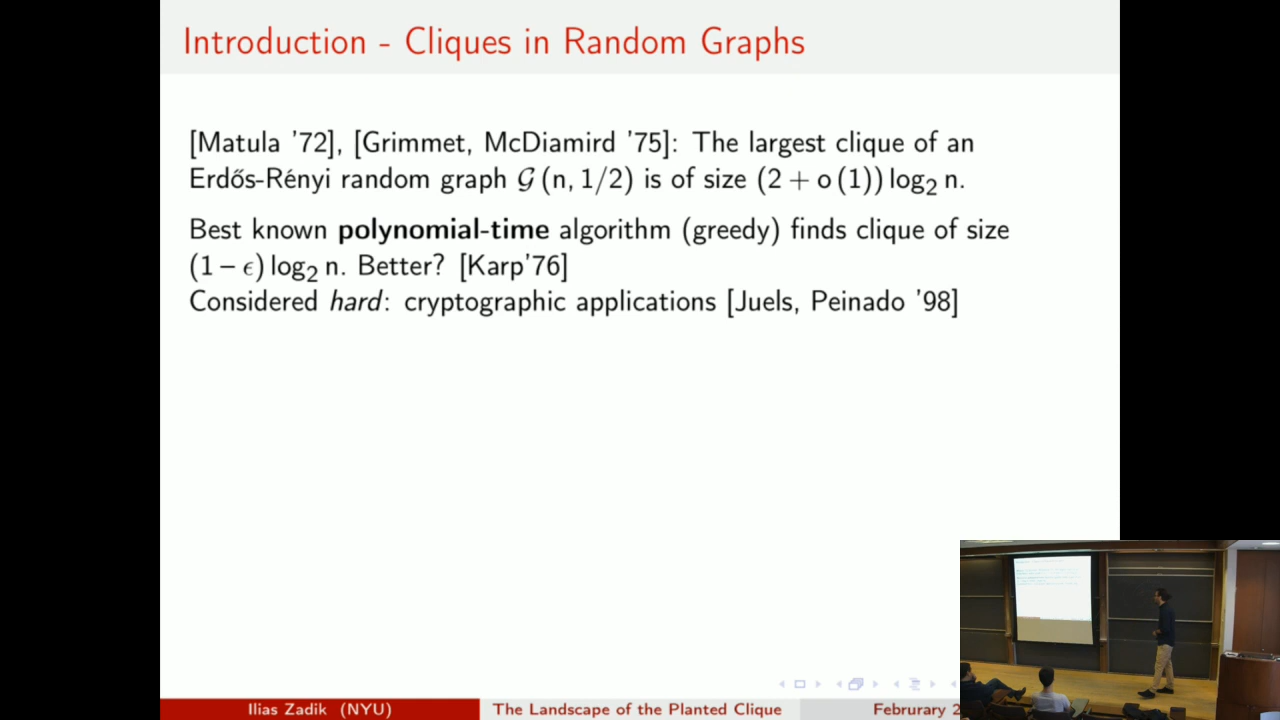 Introduction - Cliques in Random Graphs
[Matula '72], [Grimmet, McDiamird '75]: The largest clique of an
Erdős-Rényi random graph 𝒢 (n, 1/2) is of size (2 + o (1)) log₂ n.
Best known polynomial-time algorithm (greedy) finds clique of size
(1 − ϵ) log₂ n. Better? [Karp'76]
Considered hard: cryptographic applications [Juels, Peinado '98]
Ilias Zadik (NYU)
The Landscape of the Planted Clique
Februrary 2